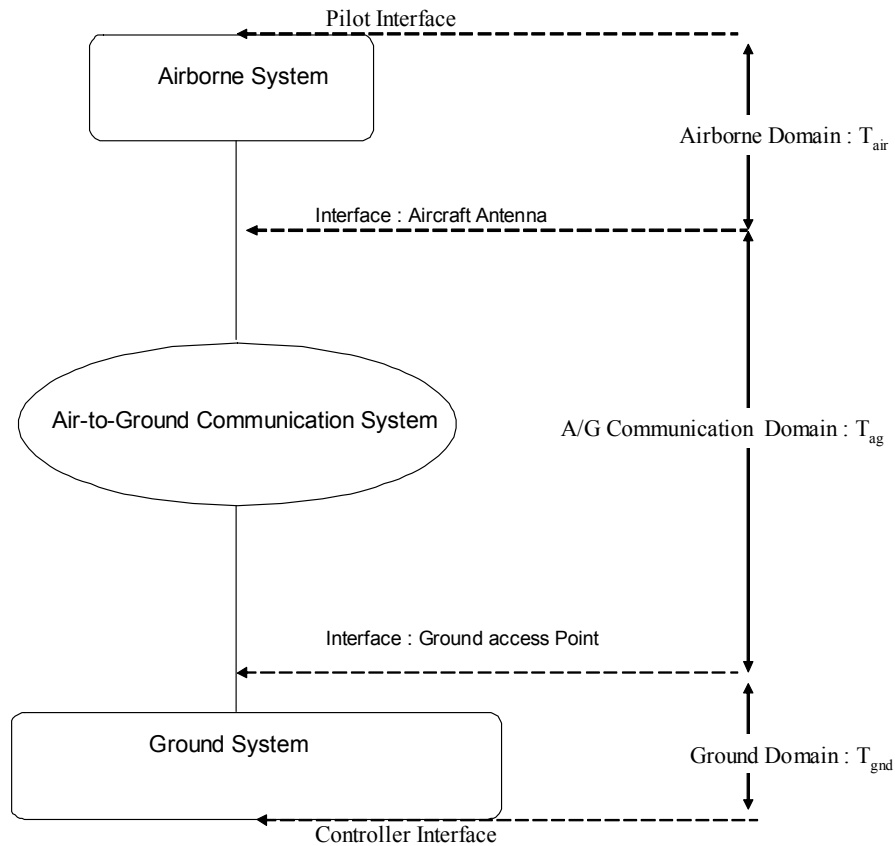 Pilot Interface
Airborne System
Airborne Domain : Tair
Interface : Aircraft Antenna
Air-to-Ground Communication System
A/G Communication Domain : Tag
Interface : Ground access Point
Ground System
Ground Domain : Tgnd
Controller Interface